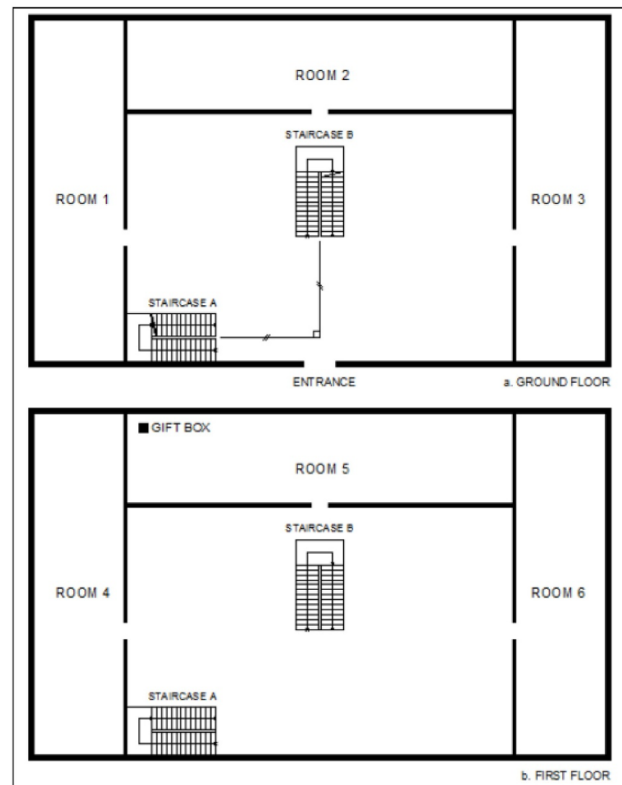 ROOM 2
STAIRCASE B
ROOM 1
ROOM 3
STAIRCASE A
ENTRANCE
a. GROUND FLOOR
GIFT BOX
ROOM 5
STAIRCASE B
ROOM 4
ROOM 6
STAIRCASE A
b. FIRST FLOOR